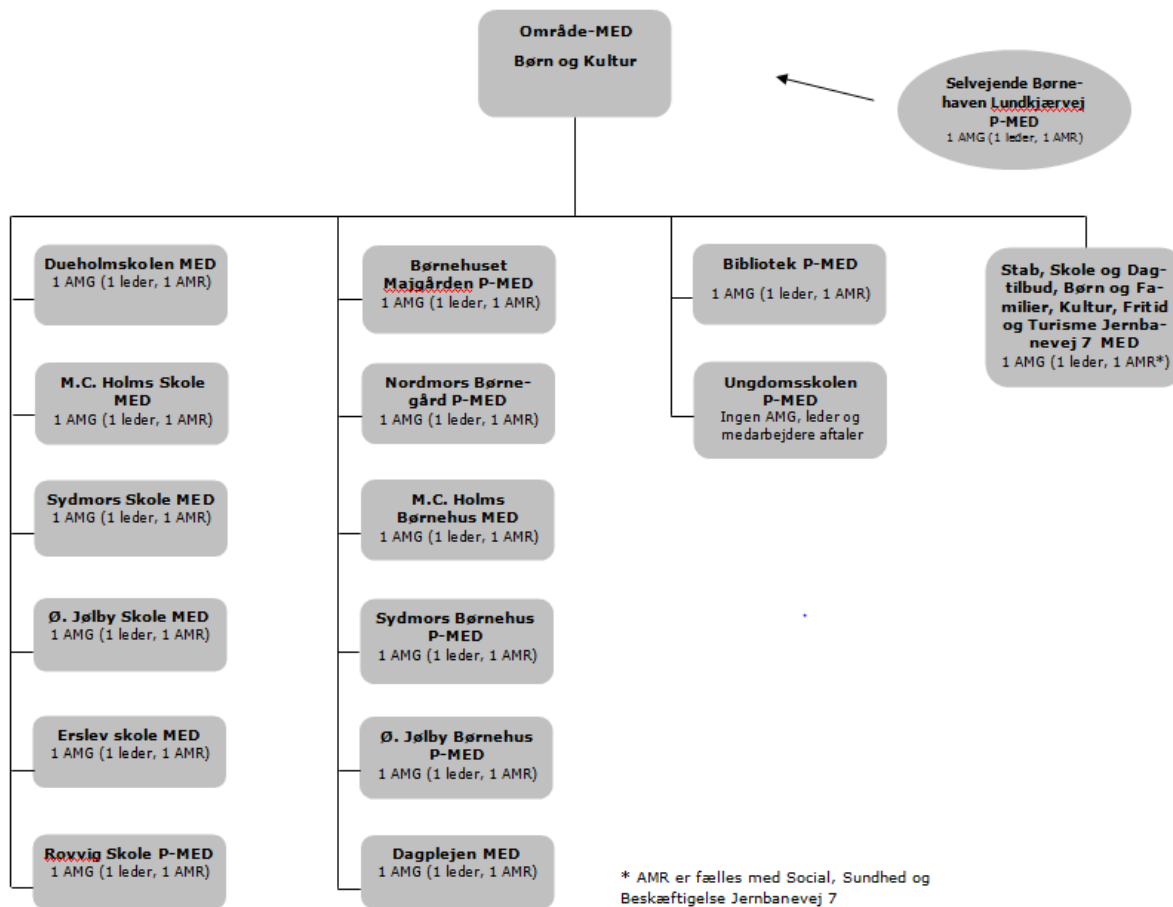 Område-MED
Børn og Kultur
Selvejende Børne-
haven Lundkjærvej
P-MED
1 AMG (1 leder, 1 AMR)
Dueholmskolen MED
1 AMG (1 leder, 1 AMR)
M.C. Holms Skole
MED
1 AMG (1 leder, 1 AMR)
Sydmors Skole MED
1 AMG (1 leder, 1 AMR)
Ø. Jølby Skole MED
1 AMG (1 leder, 1 AMR)
Erslev skole MED
1 AMG (1 leder, 1 AMR)
Rovvig Skole P-MED
1 AMG (1 leder, 1 AMR)
Børnehuset
Majgården P-MED
1 AMG (1 leder, 1 AMR)
Nordmors Børne-
gård P-MED
1 AMG (1 leder, 1 AMR)
M.C. Holms
Børnehus MED
1 AMG (1 leder, 1 AMR)
Sydmors Børnehus
P-MED
1 AMG (1 leder, 1 AMR)
Ø. Jølby Børnehus
P-MED
1 AMG (1 leder, 1 AMR)
Dagplejen MED
1 AMG (1 leder, 1 AMR)
Bibliotek P-MED
1 AMG (1 leder, 1 AMR)
Ungdomsskolen
P-MED
Ingen AMG, leder og
medarbejdere aftaler
Stab, Skole og Dag-
tilbud, Børn og Fa-
milier, Kultur, Fritid
og Turisme Jernba-
nevej 7 MED
1 AMG (1 leder, 1 AMR*)
* AMR er fælles med Social, Sundhed og
Beskæftigelse Jernbanevej 7